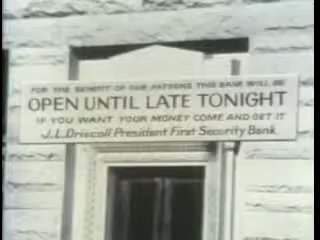 FOR THE BENEFIT OF OUR PATRONS THIS BANK WILL BE
OPEN UNTIL LATE TONIGHT
IF YOU WANT YOUR MONEY COME AND GET IT
J.L. Driscoll President First Security Bank